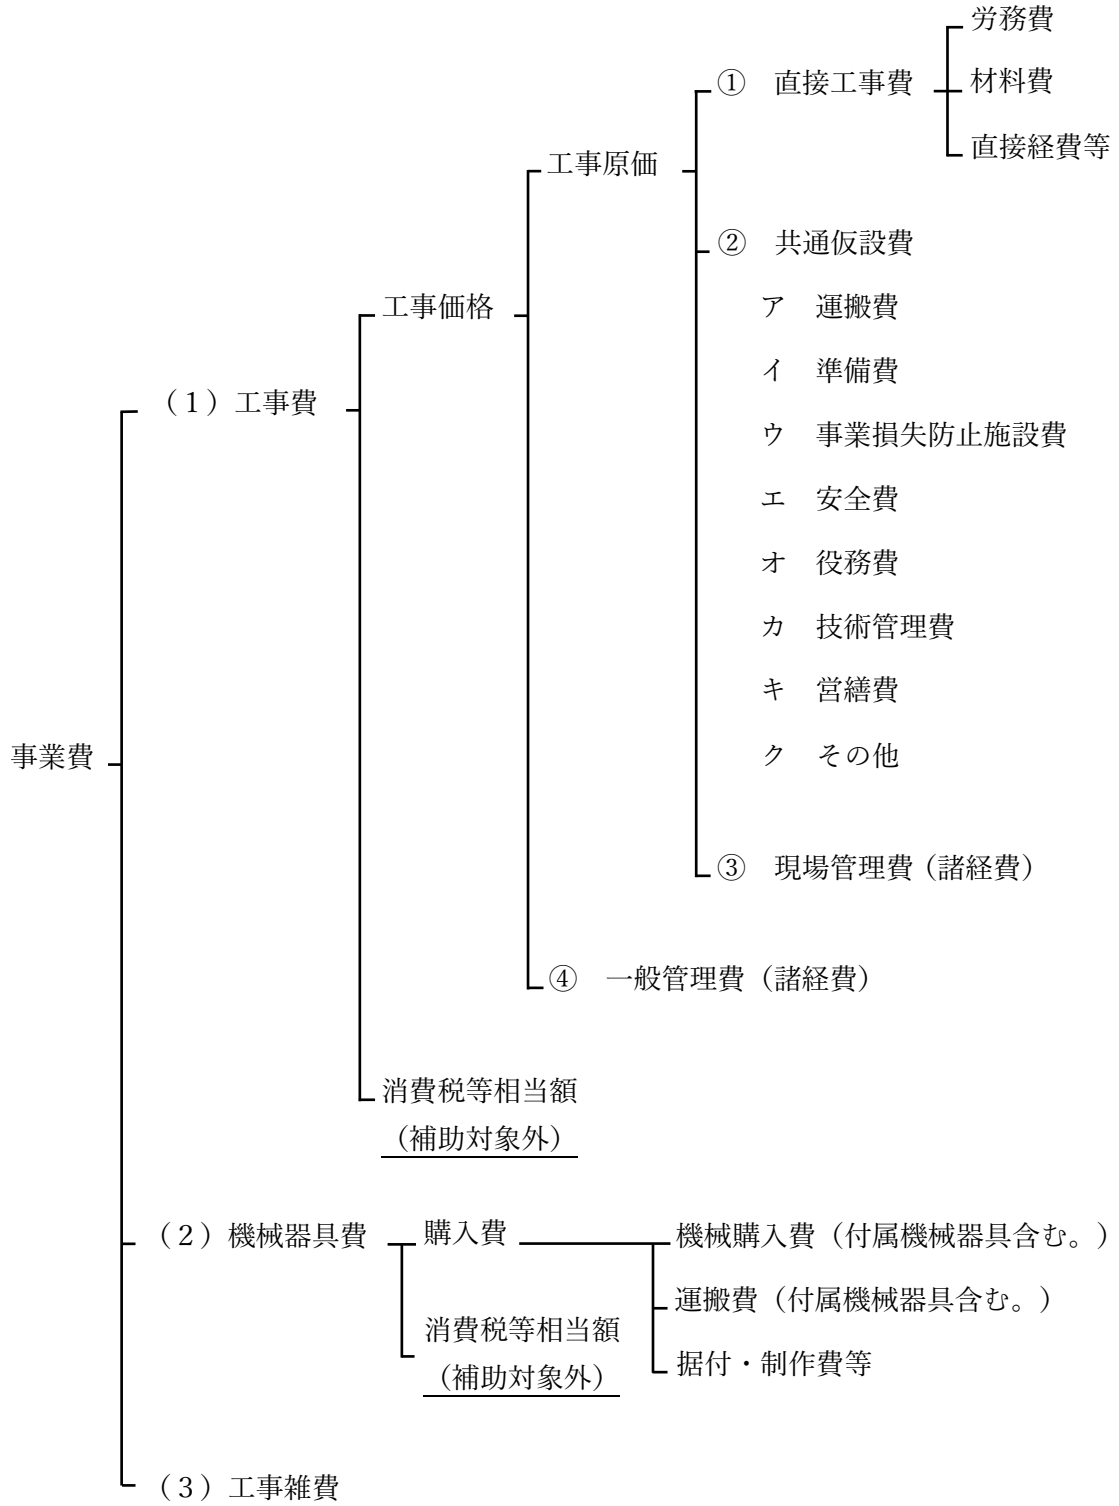 労務費
① 直接工事費
材料費
直接経費等
工事原価
② 共通仮設費
ア 運搬費
イ 準備費
ウ 事業損失防止施設費
エ 安全費
オ 役務費
カ 技術管理費
キ 営繕費
ク その他
③ 現場管理費（諸経費）
工事価格
④ 一般管理費（諸経費）
（１）工事費
消費税等相当額
（補助対象外）
事業費
（２）機械器具費
購入費
機械購入費（付属機械器具含む。）
運搬費（付属機械器具含む。）
据付・制作費等
消費税等相当額
（補助対象外）
（３）工事雑費